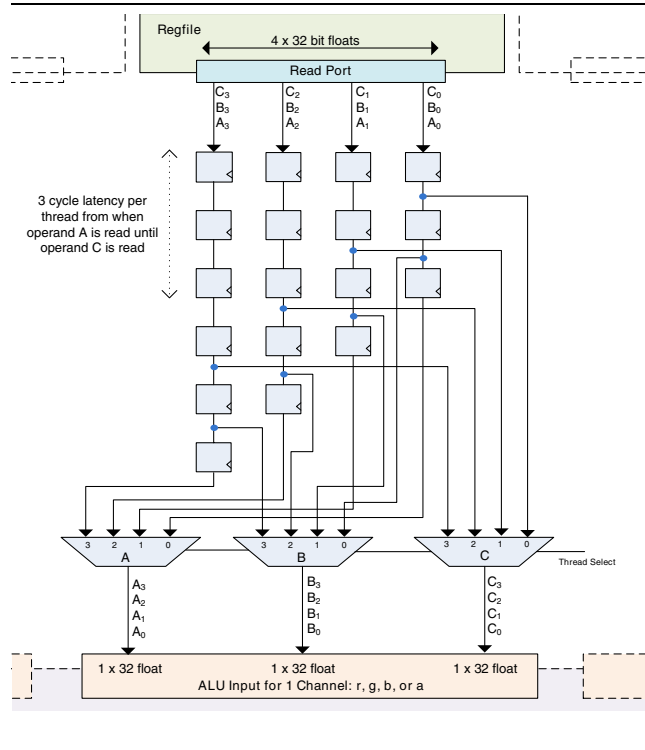 Regfile
4 x 32 bit floats
Read Port
C3 C2 C1 C0
B3 B2 B1 B0
A3 A2 A1 A0
3 cycle latency per
thread from when
operand A is read until
operand C is read
3 2 1 0 3 2 1 0 3 2 1 0
A B C
Thread Select
A3 B3 C3
A2 B2 C2
A1 B1 C1
A0 B0 C0
1 x 32 float 1 x 32 float 1 x 32 float
ALU Input for 1 Channel: r, g, b, or a